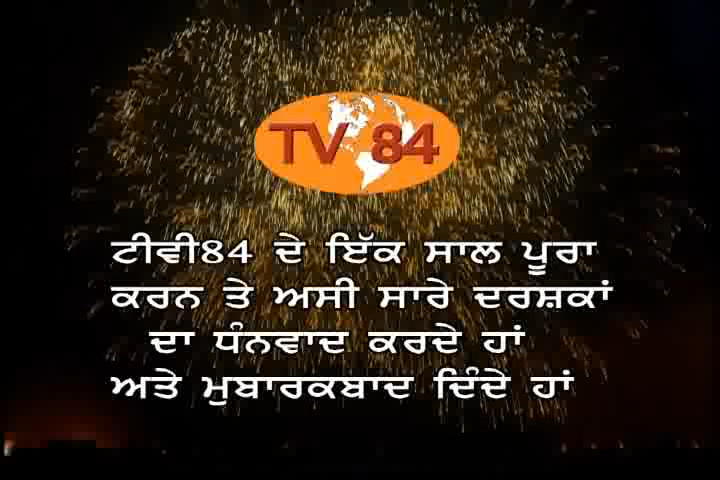 TV 84
ਟੀਵੀ84 ਦੇ ਇੱਕ ਸਾਲ ਪੂਰਾ
ਕਰਨ ਤੇ ਅਸੀ ਸਾਰੇ ਦਰਸ਼ਕਾਂ
ਦਾ ਧੰਨਵਾਦ ਕਰਦੇ ਹਾਂ
ਅਤੇ ਮੁਬਾਰਕਬਾਦ ਦਿੰਦੇ ਹਾਂ